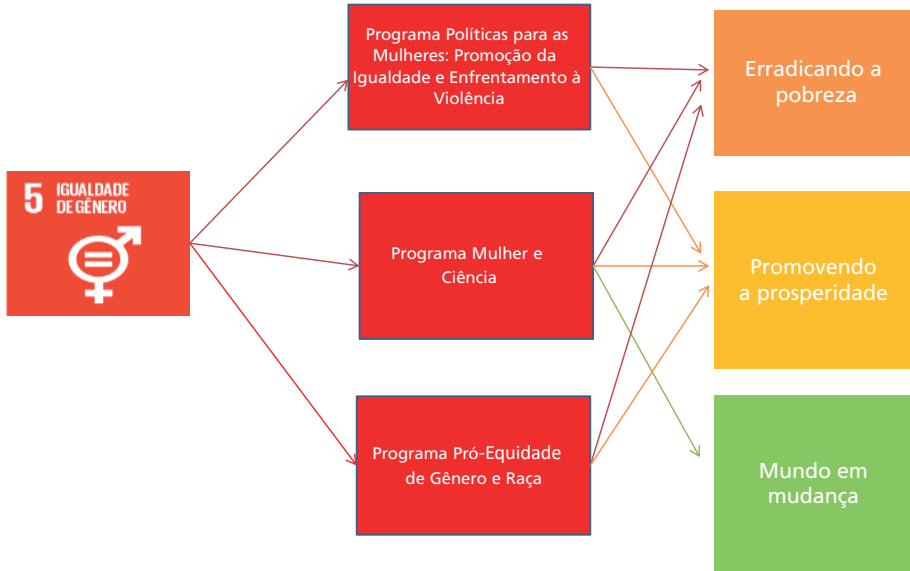 5 IGUALDADE
DE GÊNERO
Programa Políticas para as
Mulheres: Promoção da
Igualdade e Enfrentamento à
Violência
Programa Mulher e
Ciência
Programa Pró-Equidade
de Gênero e Raça
Erradicando a
pobreza
Promovendo
a prosperidade
Mundo em
mudança